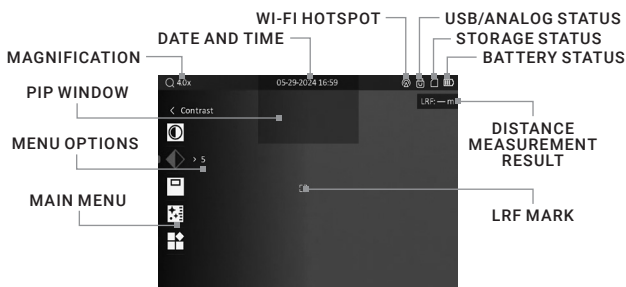 WI-FI HOTSPOT
USB/ANALOG STATUS
DATE AND TIME
STORAGE STATUS
MAGNIFICATION
BATTERY STATUS
4.0x
05-29-2024 16:59
PIP WINDOW
LRF: — m
Contrast
DISTANCE
MEASUREMENT
RESULT
MENU OPTIONS
> 5
MAIN MENU
LRF MARK